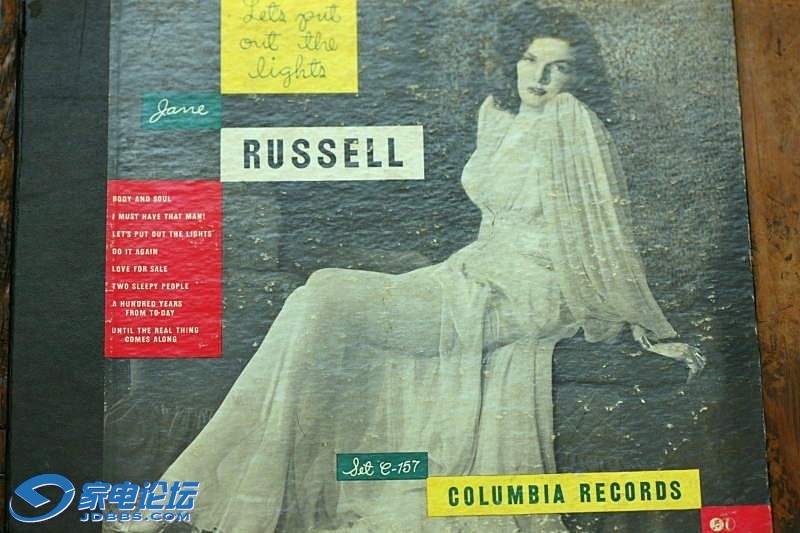 Let's put
out the
lights
Jane
RUSSELL
BODY AND SOUL
I MUST HAVE THAT MAN!
LET'S PUT OUT THE LIGHTS
DO IT AGAIN
LOVE FOR SALE
TWO SLEEPY PEOPLE
A HUNDRED YEARS
FROM TO-DAY
UNTIL THE REAL THING
COMES ALONG
Set C-157
COLUMBIA RECORDS
家电论坛
JDBBS.COM